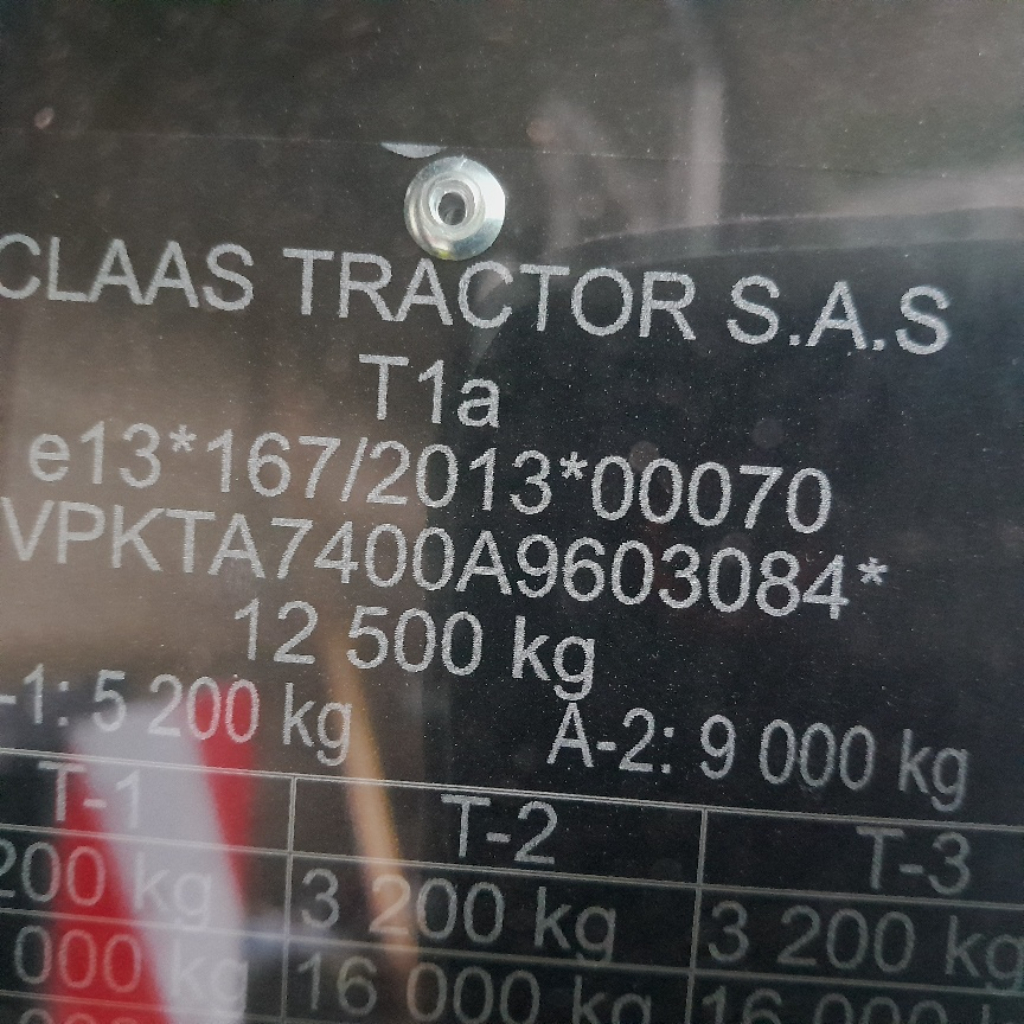 CLAAS TRACTOR S.A.S
T1a
e13*167/2013*00070
VPKTA7400A9603084*
12 500 kg
-1: 5 200 kg A-2: 9 000 kg
T-1 T-2 T-3
200 kg 3 200 kg 3 200 kg
000 kg 16 000 kg 16 000 kg